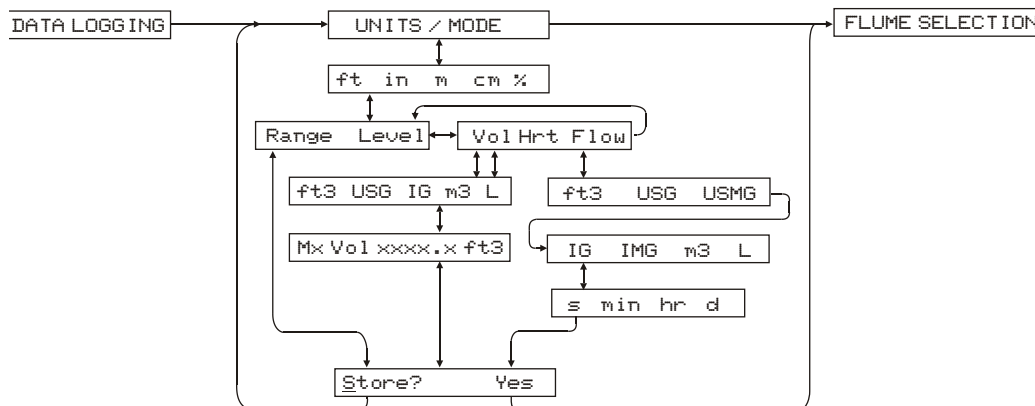 DATA LOGGING
UNITS / MODE
FLUME SELECTION
ft in m cm %
Range Level
Vol Hrt Flow
ft3 USG IG m3 L
ft3 USG USMG
Mx Vol xxxx.x ft3
IG IMG m3 L
s min hr d
Store? Yes